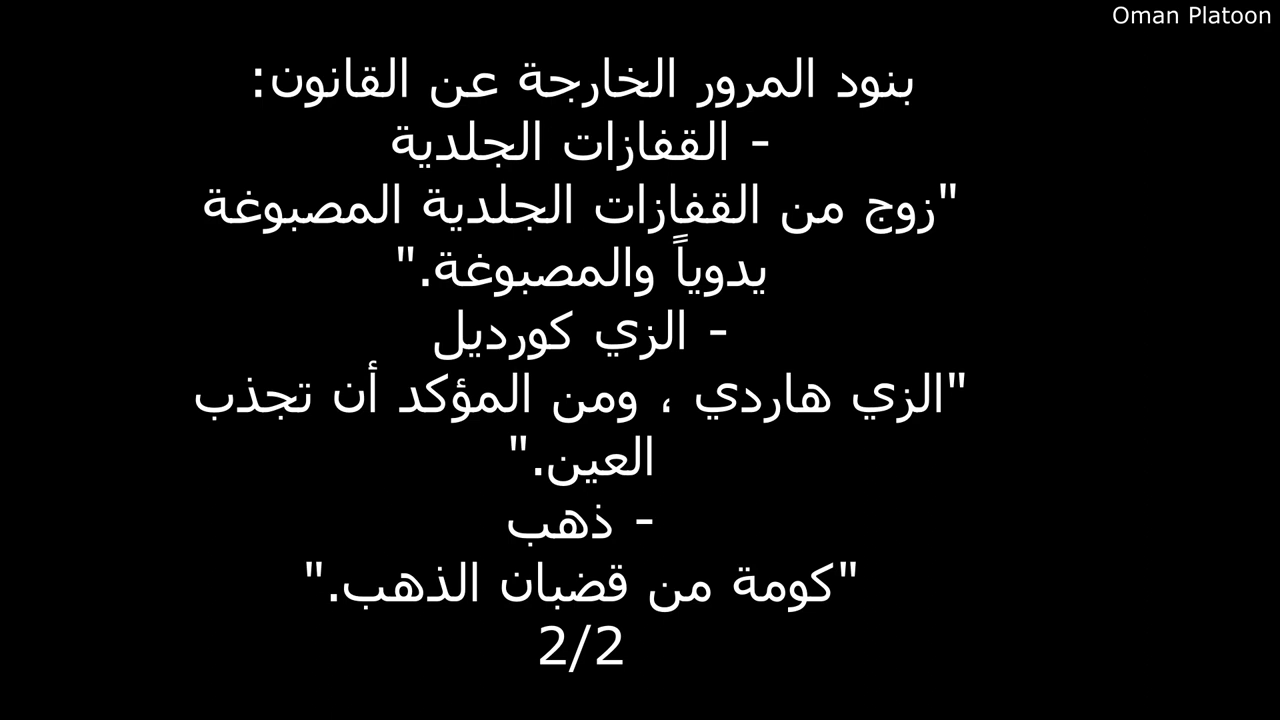 Oman Platoon
بنود المرور الخارجة عن القانون:
- القفازات الجلدية
"زوج من القفازات الجلدية المصبوغة
يدوياً والمصبوغة."
- الزي كورديل
"الزي هاردي ، ومن المؤكد أن تجذب
العين."
- ذهب
"كومة من قضبان الذهب."
2/2